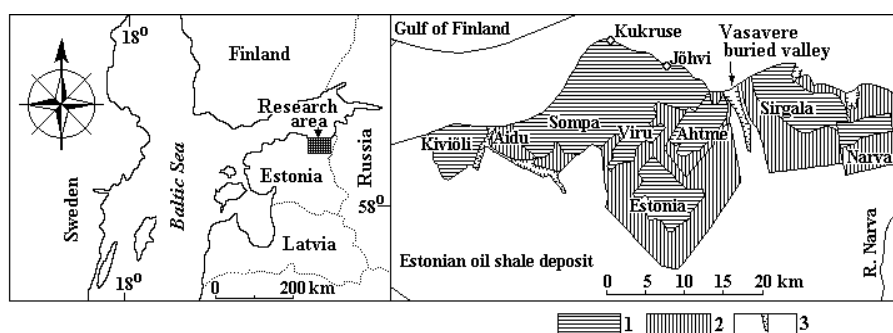 18°
Finland
Research
area
Sweden
Baltic Sea
Estonia
Russia
58°
Latvia
18°
0 200 km
Gulf of Finland
Kukruse
Vasavere
buried valley
Jõhvi
Sirgala
Sompa
Viru
Ahtme
Kiviõli
Aidu
Narva
Estonia
Estonian oil shale deposit
0 5 10 20 km
R. Narva
1 2 3